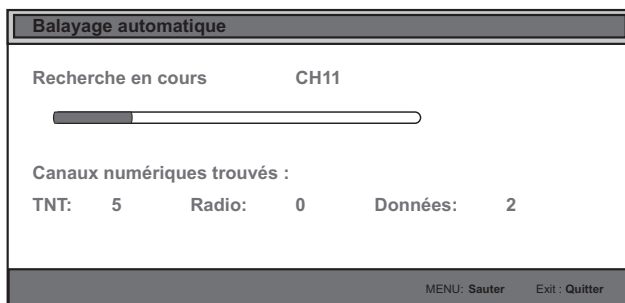 Balayage automatique
Recherche en cours CH11
Canaux numériques trouvés :
TNT: 5 Radio: 0 Données: 2
MENU: Sauter Exit : Quitter